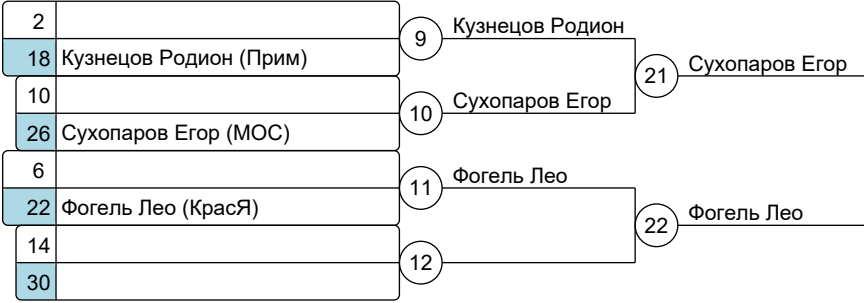 2
18 Кузнецов Родион (Прим)
9 Кузнецов Родион
10
26 Сухопаров Егор (МОС)
10 Сухопаров Егор
21 Сухопаров Егор
6
22 Фогель Лео (КрасЯ)
11 Фогель Лео
14
30
12
22 Фогель Лео